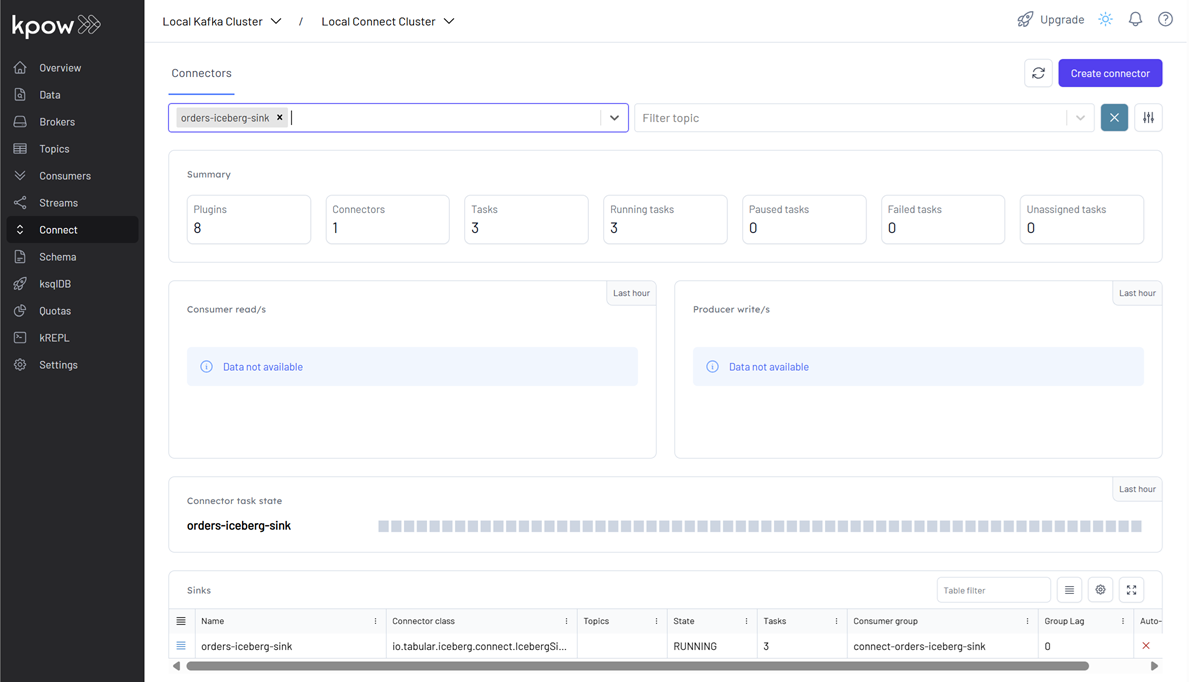 kpow
Local Kafka Cluster / Local Connect Cluster
Upgrade
Overview
Data
Brokers
Topics
Consumers
Streams
Connect
Schema
ksqlDB
Quotas
kREPL
Settings
Connectors
Create connector
orders-iceberg-sink ×
Filter topic
Summary
Plugins
8
Connectors
1
Tasks
3
Running tasks
3
Paused tasks
0
Failed tasks
0
Unassigned tasks
0
Last hour
Consumer read/s
Data not available
Last hour
Producer write/s
Data not available
Last hour
Connector task state
orders-iceberg-sink
Sinks
Table filter
Name Connector class Topics State Tasks Consumer group Group Lag Auto-
orders-iceberg-sink io.tabular.iceberg.connect.IcebergSi... RUNNING 3 connect-orders-iceberg-sink 0